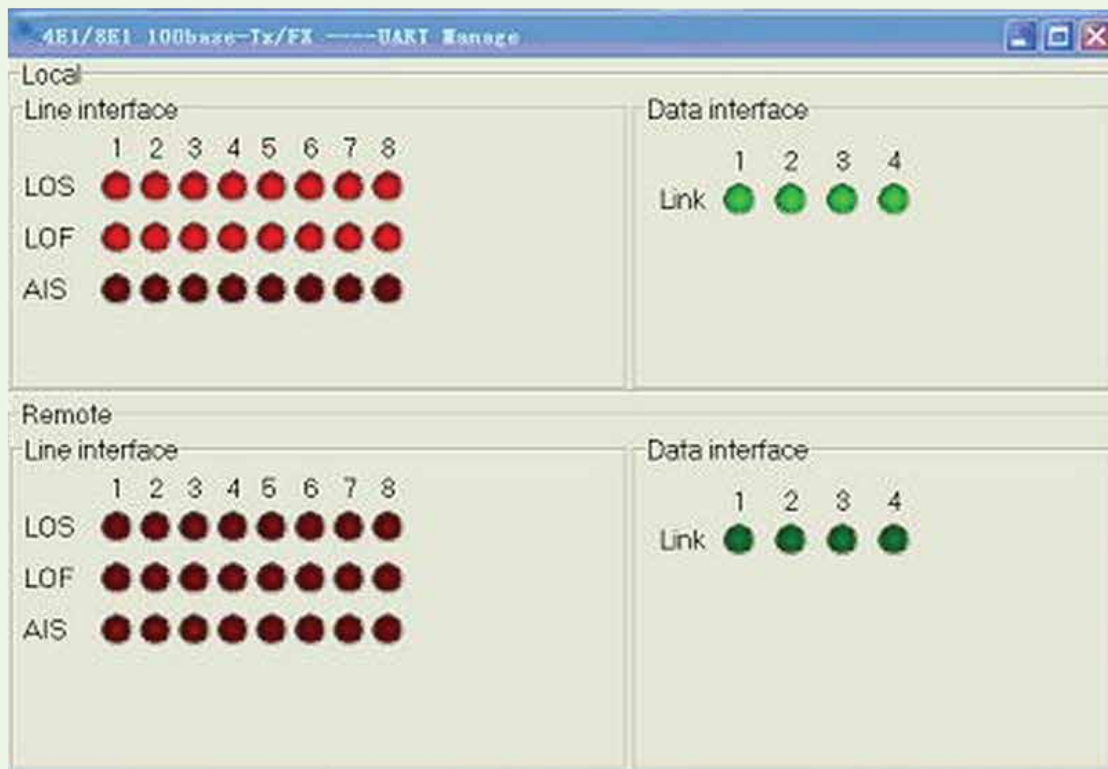 4E1/8E1 100base-Tx/FX ----UART Manage
Local
Line interface
1 2 3 4 5 6 7 8
LOS
LOF
AIS
Data interface
1 2 3 4
Link
Remote
Line interface
1 2 3 4 5 6 7 8
LOS
LOF
AIS
Data interface
1 2 3 4
Link